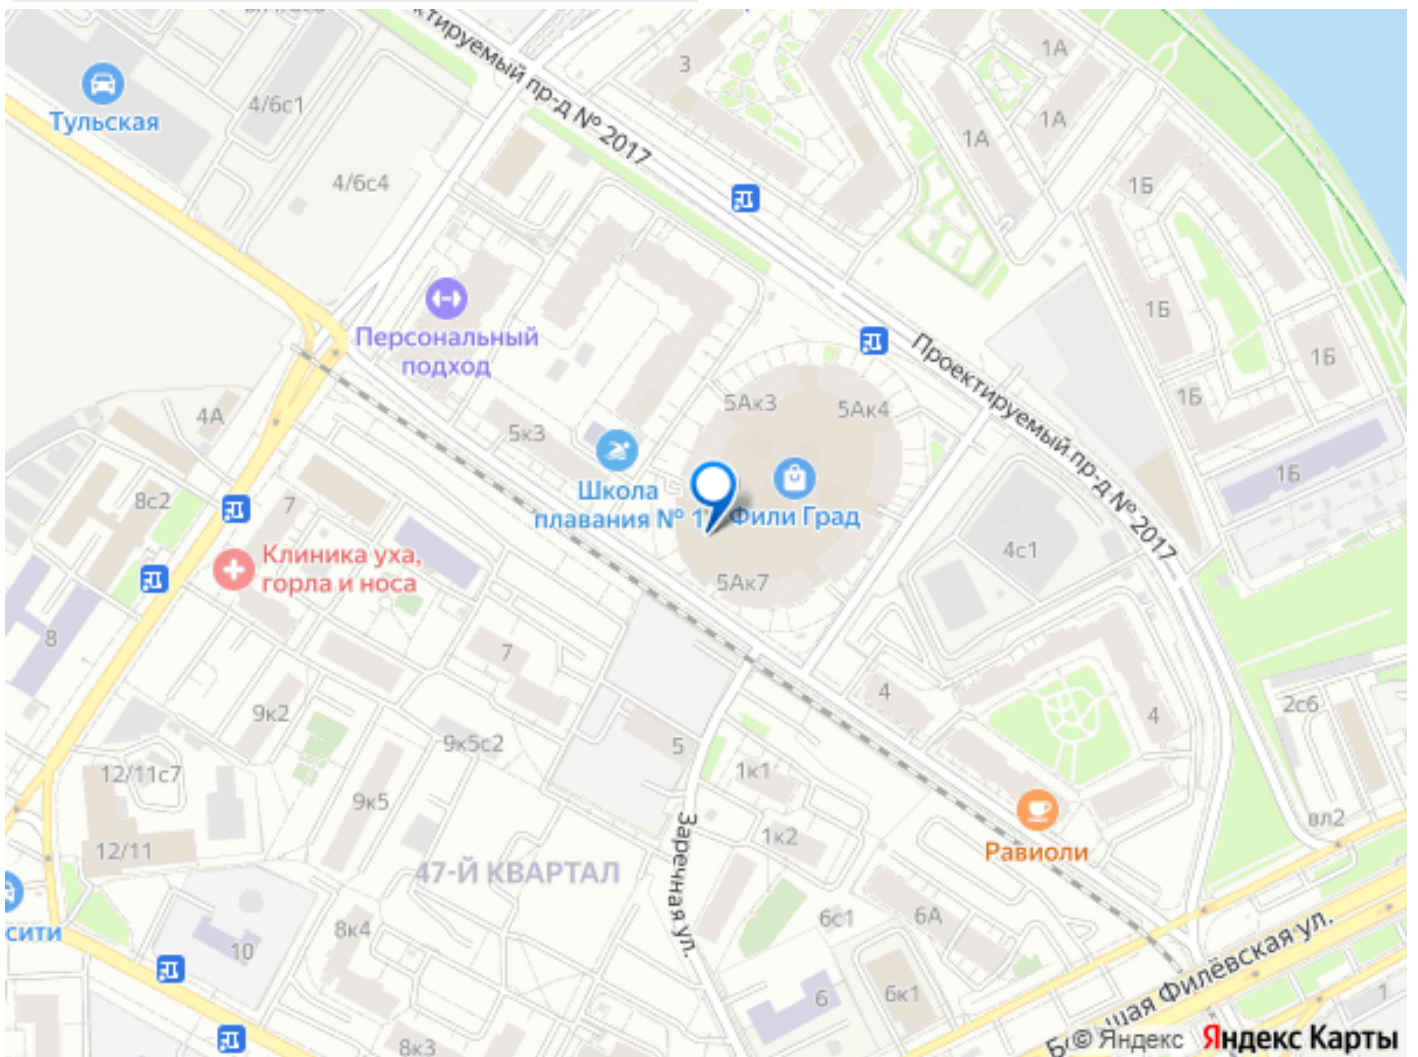 Проектируемый пр-д № 2017
3
1А
1А
1А
Тульская
4/6с1
4/6с4
1Б
1Б
1Б
1Б
1Б
Персональный
подход
Проектируемый пр-д № 2017
5Ак3
5Ак4
4А
5к3
8с2
7
Школа
плавания № 1
Фили Град
4с1
Клиника уха,
горла и носа
5Ак7
8
7
4
4
2с6
9к2
9к5с2
5
1к1
12/11с7
9к5
1к2
вл2
12/11
Равиоли
47-Й КВАРТАЛ
Заречная ул.
сити
8к4
6с1
6А
10
6
6к1
1
8к3
Большая Филёвская ул.
© Яндекс Яндекс Карты